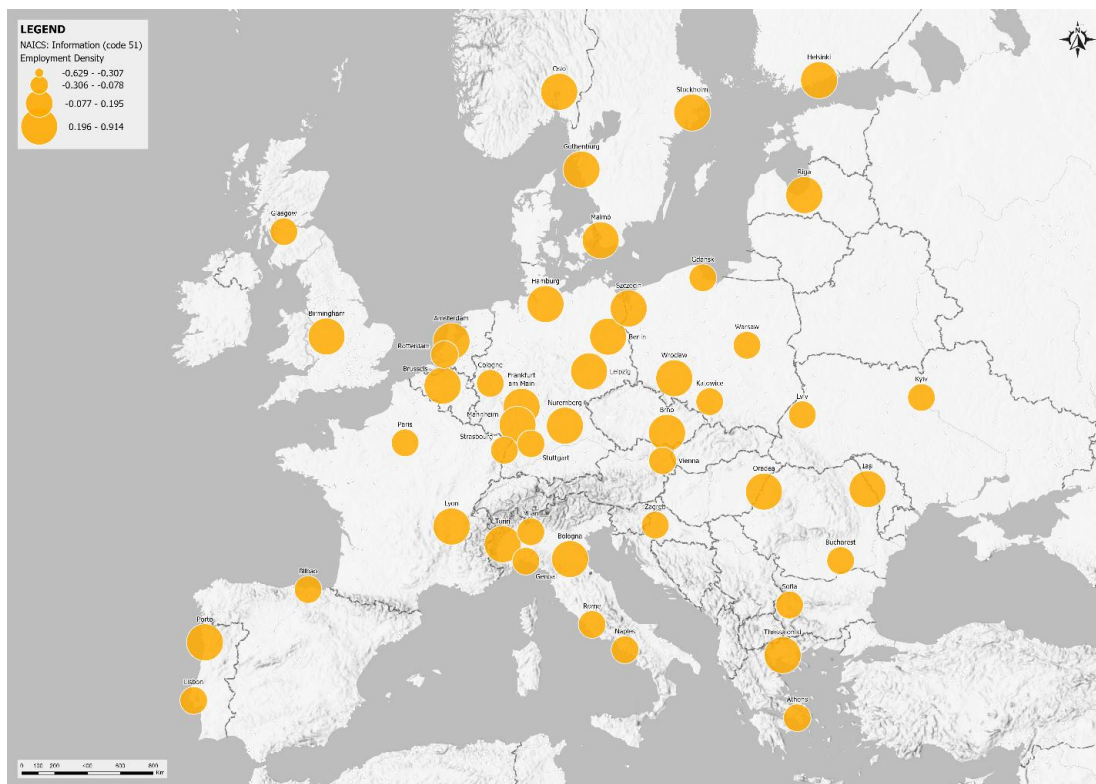 LEGEND
NAICS: Information (code 51)
Employment Density
-0.629 - -0.307
-0.306 - -0.078
-0.077 - 0.195
0.196 - 0.914
N
Helsinki
Oslo
Stockholm
Gothenburg
Riga
Glasgow
Malmö
Gdańsk
Hamburg
Szczecin
Birmingham
Amsterdam
Berlin
Warsaw
Rotterdam
Wrocław
Cologne
Brussels
Leipzig
Frankfurt
am Main
Katowice
Kyiv
Lviv
Nuremberg
Mannheim
Brno
Paris
Strasbourg
Stuttgart
Vienna
Oradea
Iași
Lyon
Milan
Zagreb
Turin
Bologna
Bucharest
Genoa
Bilbao
Sofia
Rome
Porto
Thessaloniki
Naples
Lisbon
Athens
0 100 200 400 600 800
Km